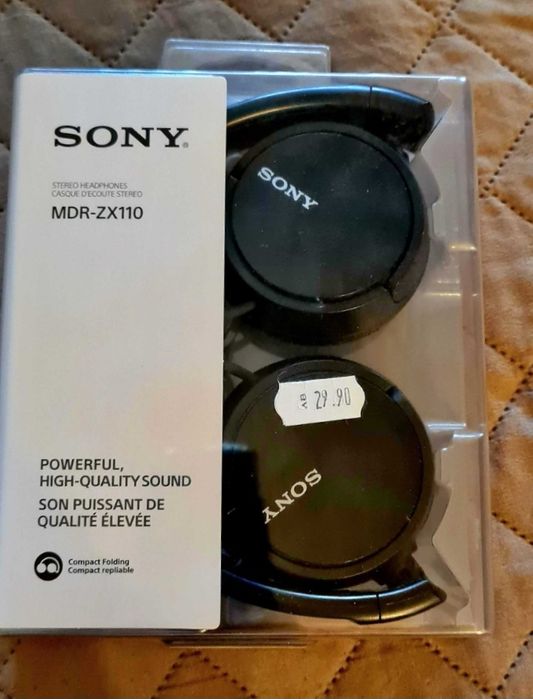 SONY
STEREO HEADPHONES
CASQUE D'ECOUTE STEREO
MDR-ZX110
POWERFUL,
HIGH-QUALITY SOUND
SON PUISSANT DE
QUALITÉ ÉLEVÉE
Compact Folding
Compact repliable
SONY
AB 29.90
SONY